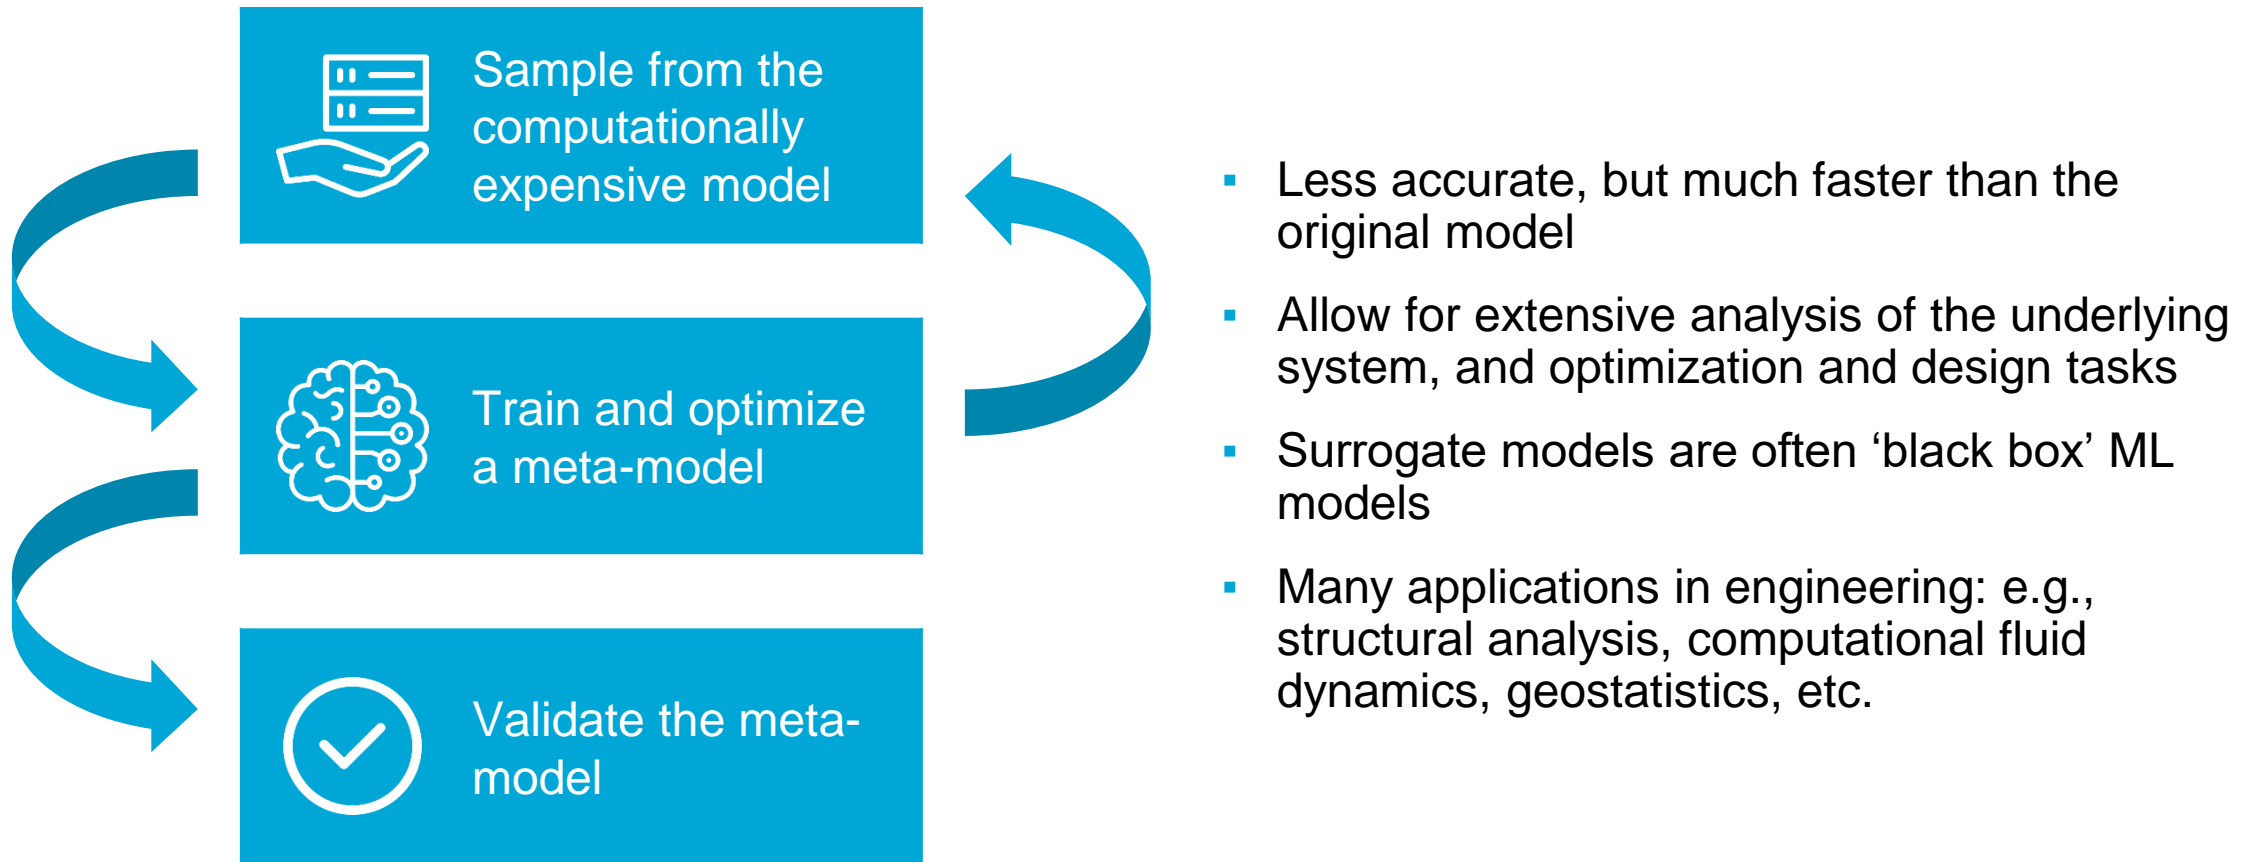 Sample from the
computationally
expensive model
Train and optimize
a meta-model
Validate the meta-
model
▪ Less accurate, but much faster than the
original model
▪ Allow for extensive analysis of the underlying
system, and optimization and design tasks
▪ Surrogate models are often ‘black box’ ML
models
▪ Many applications in engineering: e.g.,
structural analysis, computational fluid
dynamics, geostatistics, etc.